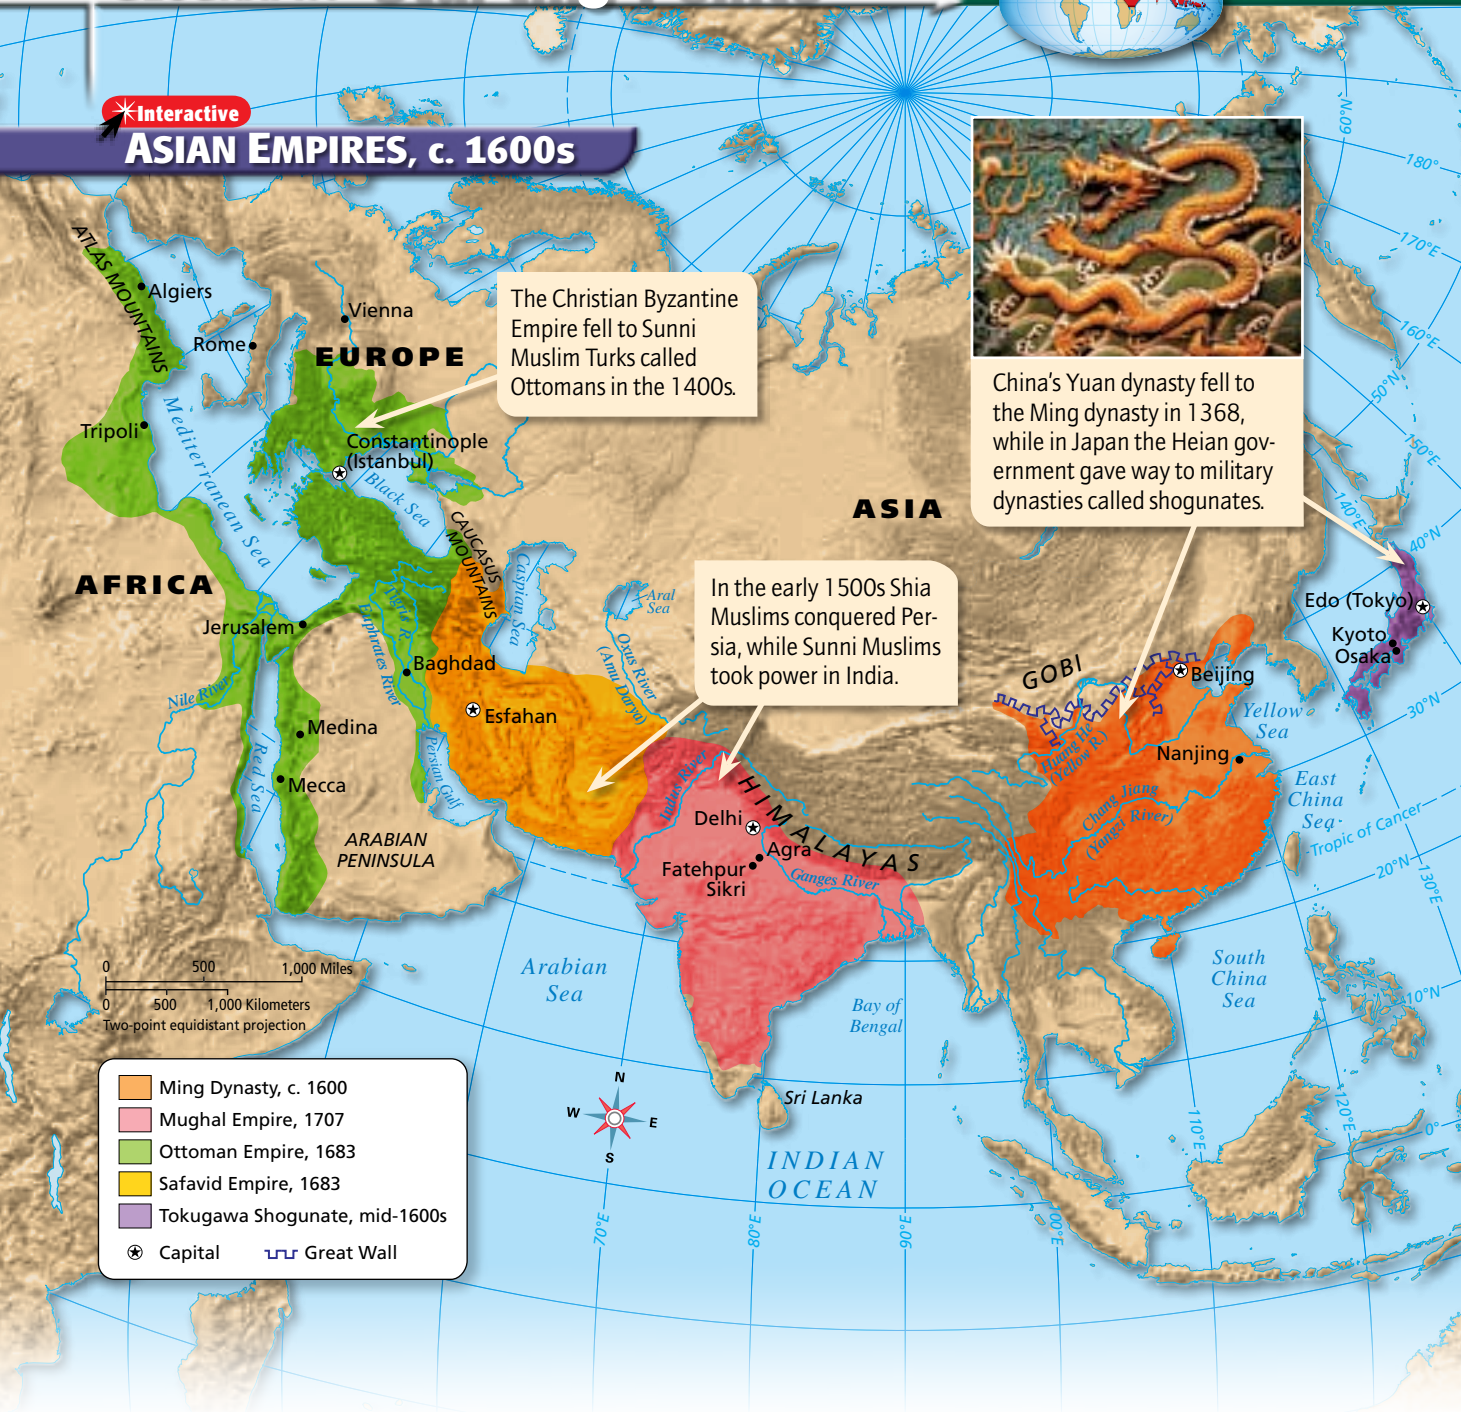 Interactive
ASIAN EMPIRES, c. 1600s
The Christian Byzantine
Empire fell to Sunni
Muslim Turks called
Ottomans in the 1400s.
China's Yuan dynasty fell to
the Ming dynasty in 1368,
while in Japan the Heian gov-
ernment gave way to military
dynasties called shogunates.
In the early 1500s Shia
Muslims conquered Per-
sia, while Sunni Muslims
took power in India.
ATLAS MOUNTAINS
Algiers
Vienna
Rome
EUROPE
Tripoli
Mediterranean Sea
Constantinople
(Istanbul)
Black Sea
CAUCASUS
MOUNTAINS
Caspian Sea
Aral
Sea
Oxus River
(Amu Darya)
ASIA
AFRICA
Jerusalem
Tigris R.
Euphrates River
Baghdad
Esfahan
Nile River
Medina
Mecca
Red Sea
Persian Gulf
ARABIAN
PENINSULA
Indus River
HIMALAYAS
Delhi
Agra
Fatehpur
Sikri
Ganges River
GOBI
Beijing
Huang He
(Yellow R.)
Nanjing
Chang Jiang
(Yangzi River)
Yellow
Sea
East
China
Sea
Edo (Tokyo)
Kyoto
Osaka
Tropic of Cancer
South
China
Sea
Arabian
Sea
Bay of
Bengal
Sri Lanka
INDIAN
OCEAN
60°N
180°
170°E
160°E
50°N
150°E
140°E
40°N
30°N
20°N
130°E
10°N
120°E
0°
110°E
100°E
90°E
80°E
70°E
N
W
E
S
0 500 1,000 Miles
0 500 1,000 Kilometers
Two-point equidistant projection
Ming Dynasty, c. 1600
Mughal Empire, 1707
Ottoman Empire, 1683
Safavid Empire, 1683
Tokugawa Shogunate, mid-1600s
Capital
Great Wall